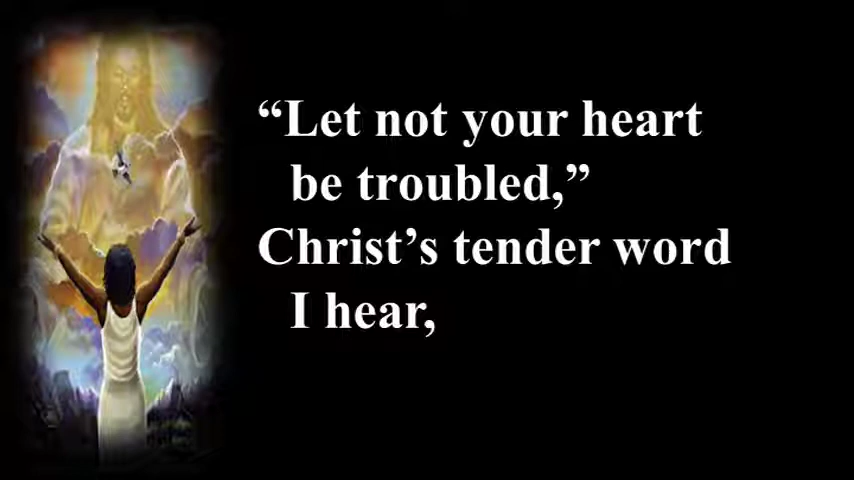 “Let not your heart
be troubled,”
Christ’s tender word
I hear,